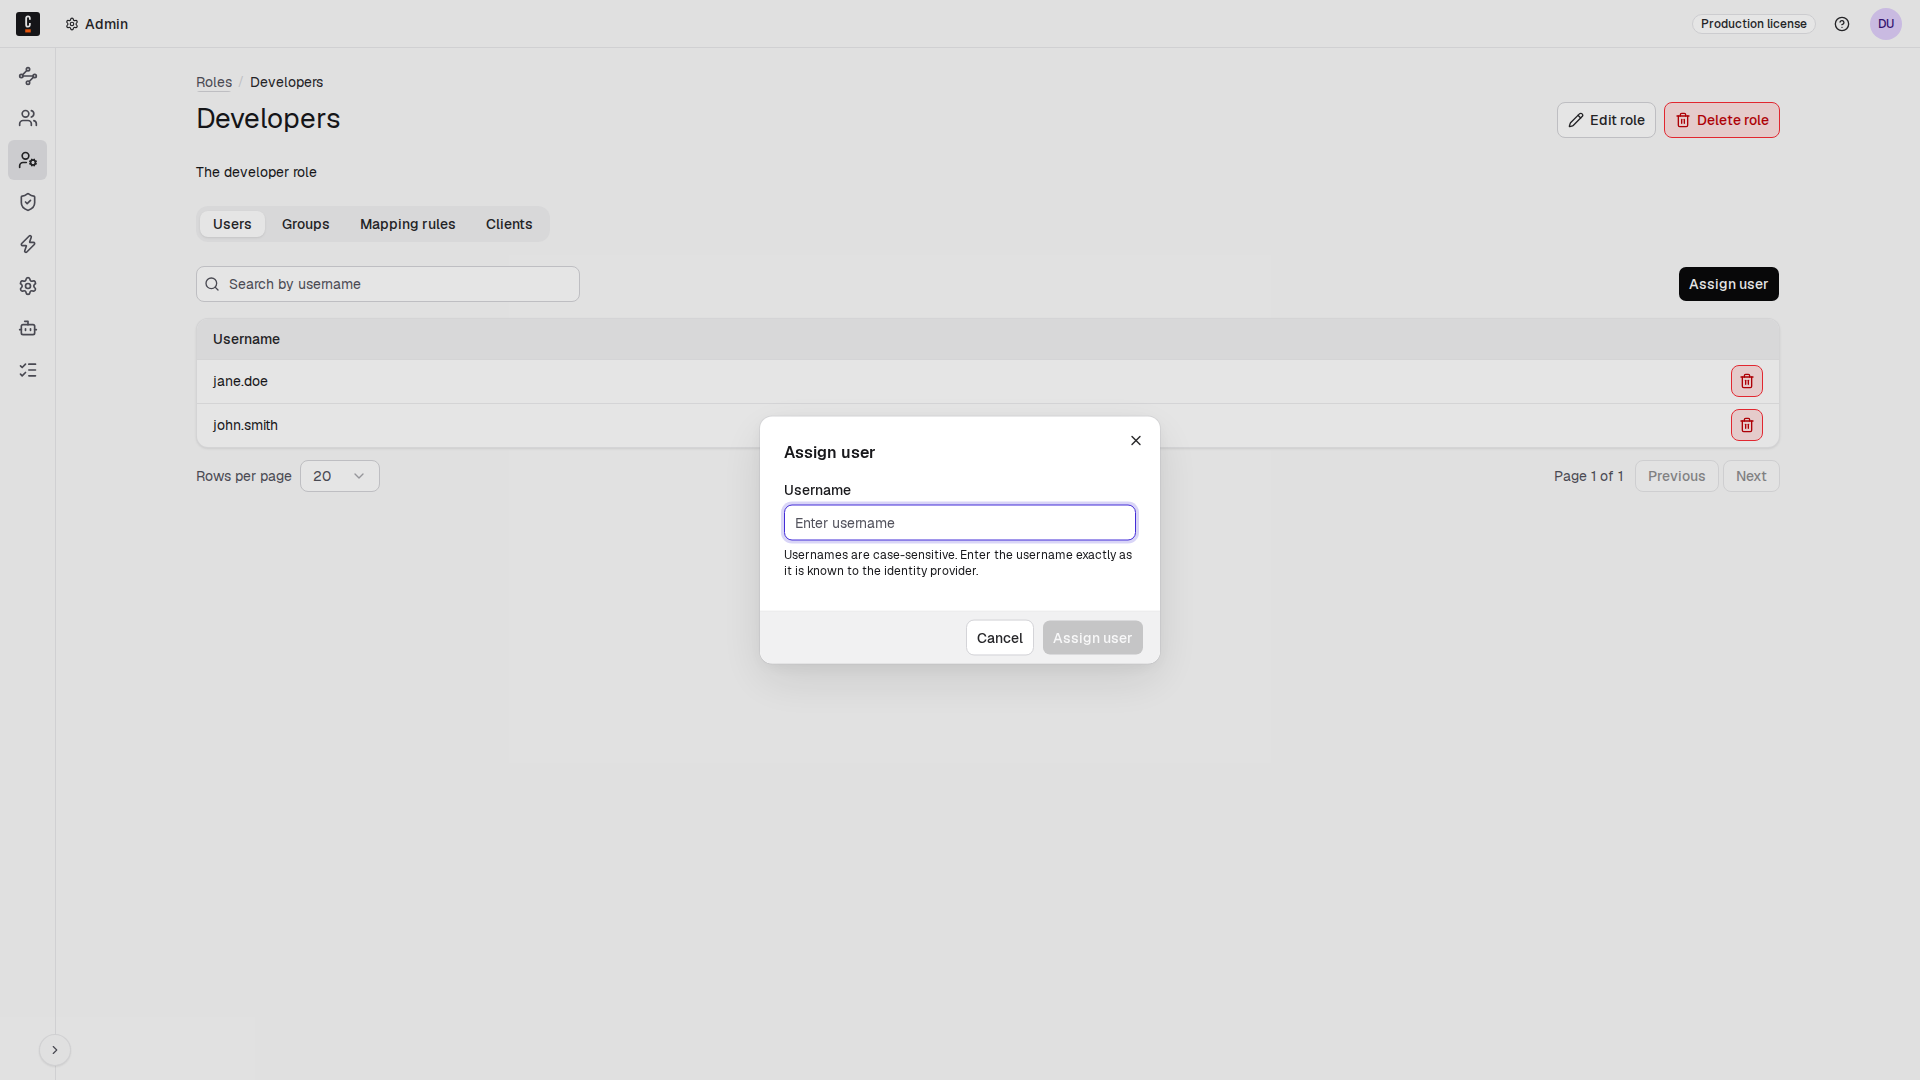 Admin
Production license
DU
Roles / Developers
Developers
Edit role
Delete role
The developer role
Users
Groups
Mapping rules
Clients
Search by username
Assign user
Username
jane.doe
john.smith
Rows per page
20
Page 1 of 1
Previous
Next
Assign user
Username
Enter username
Usernames are case-sensitive. Enter the username exactly as
it is known to the identity provider.
Cancel
Assign user